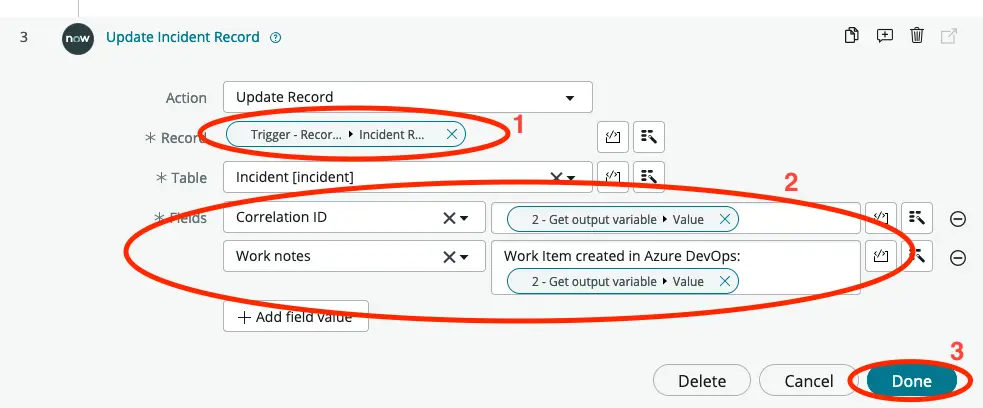 3 now Update Incident Record ?
Action Update Record
1
* Record Trigger - Recor... ▸ Incident R... ×
* Table Incident [incident] ×
2
* Fields Correlation ID × 2 - Get output variable ▸ Value ×
Work notes × Work Item created in Azure DevOps:
2 - Get output variable ▸ Value ×
+ Add field value
3
Delete Cancel Done